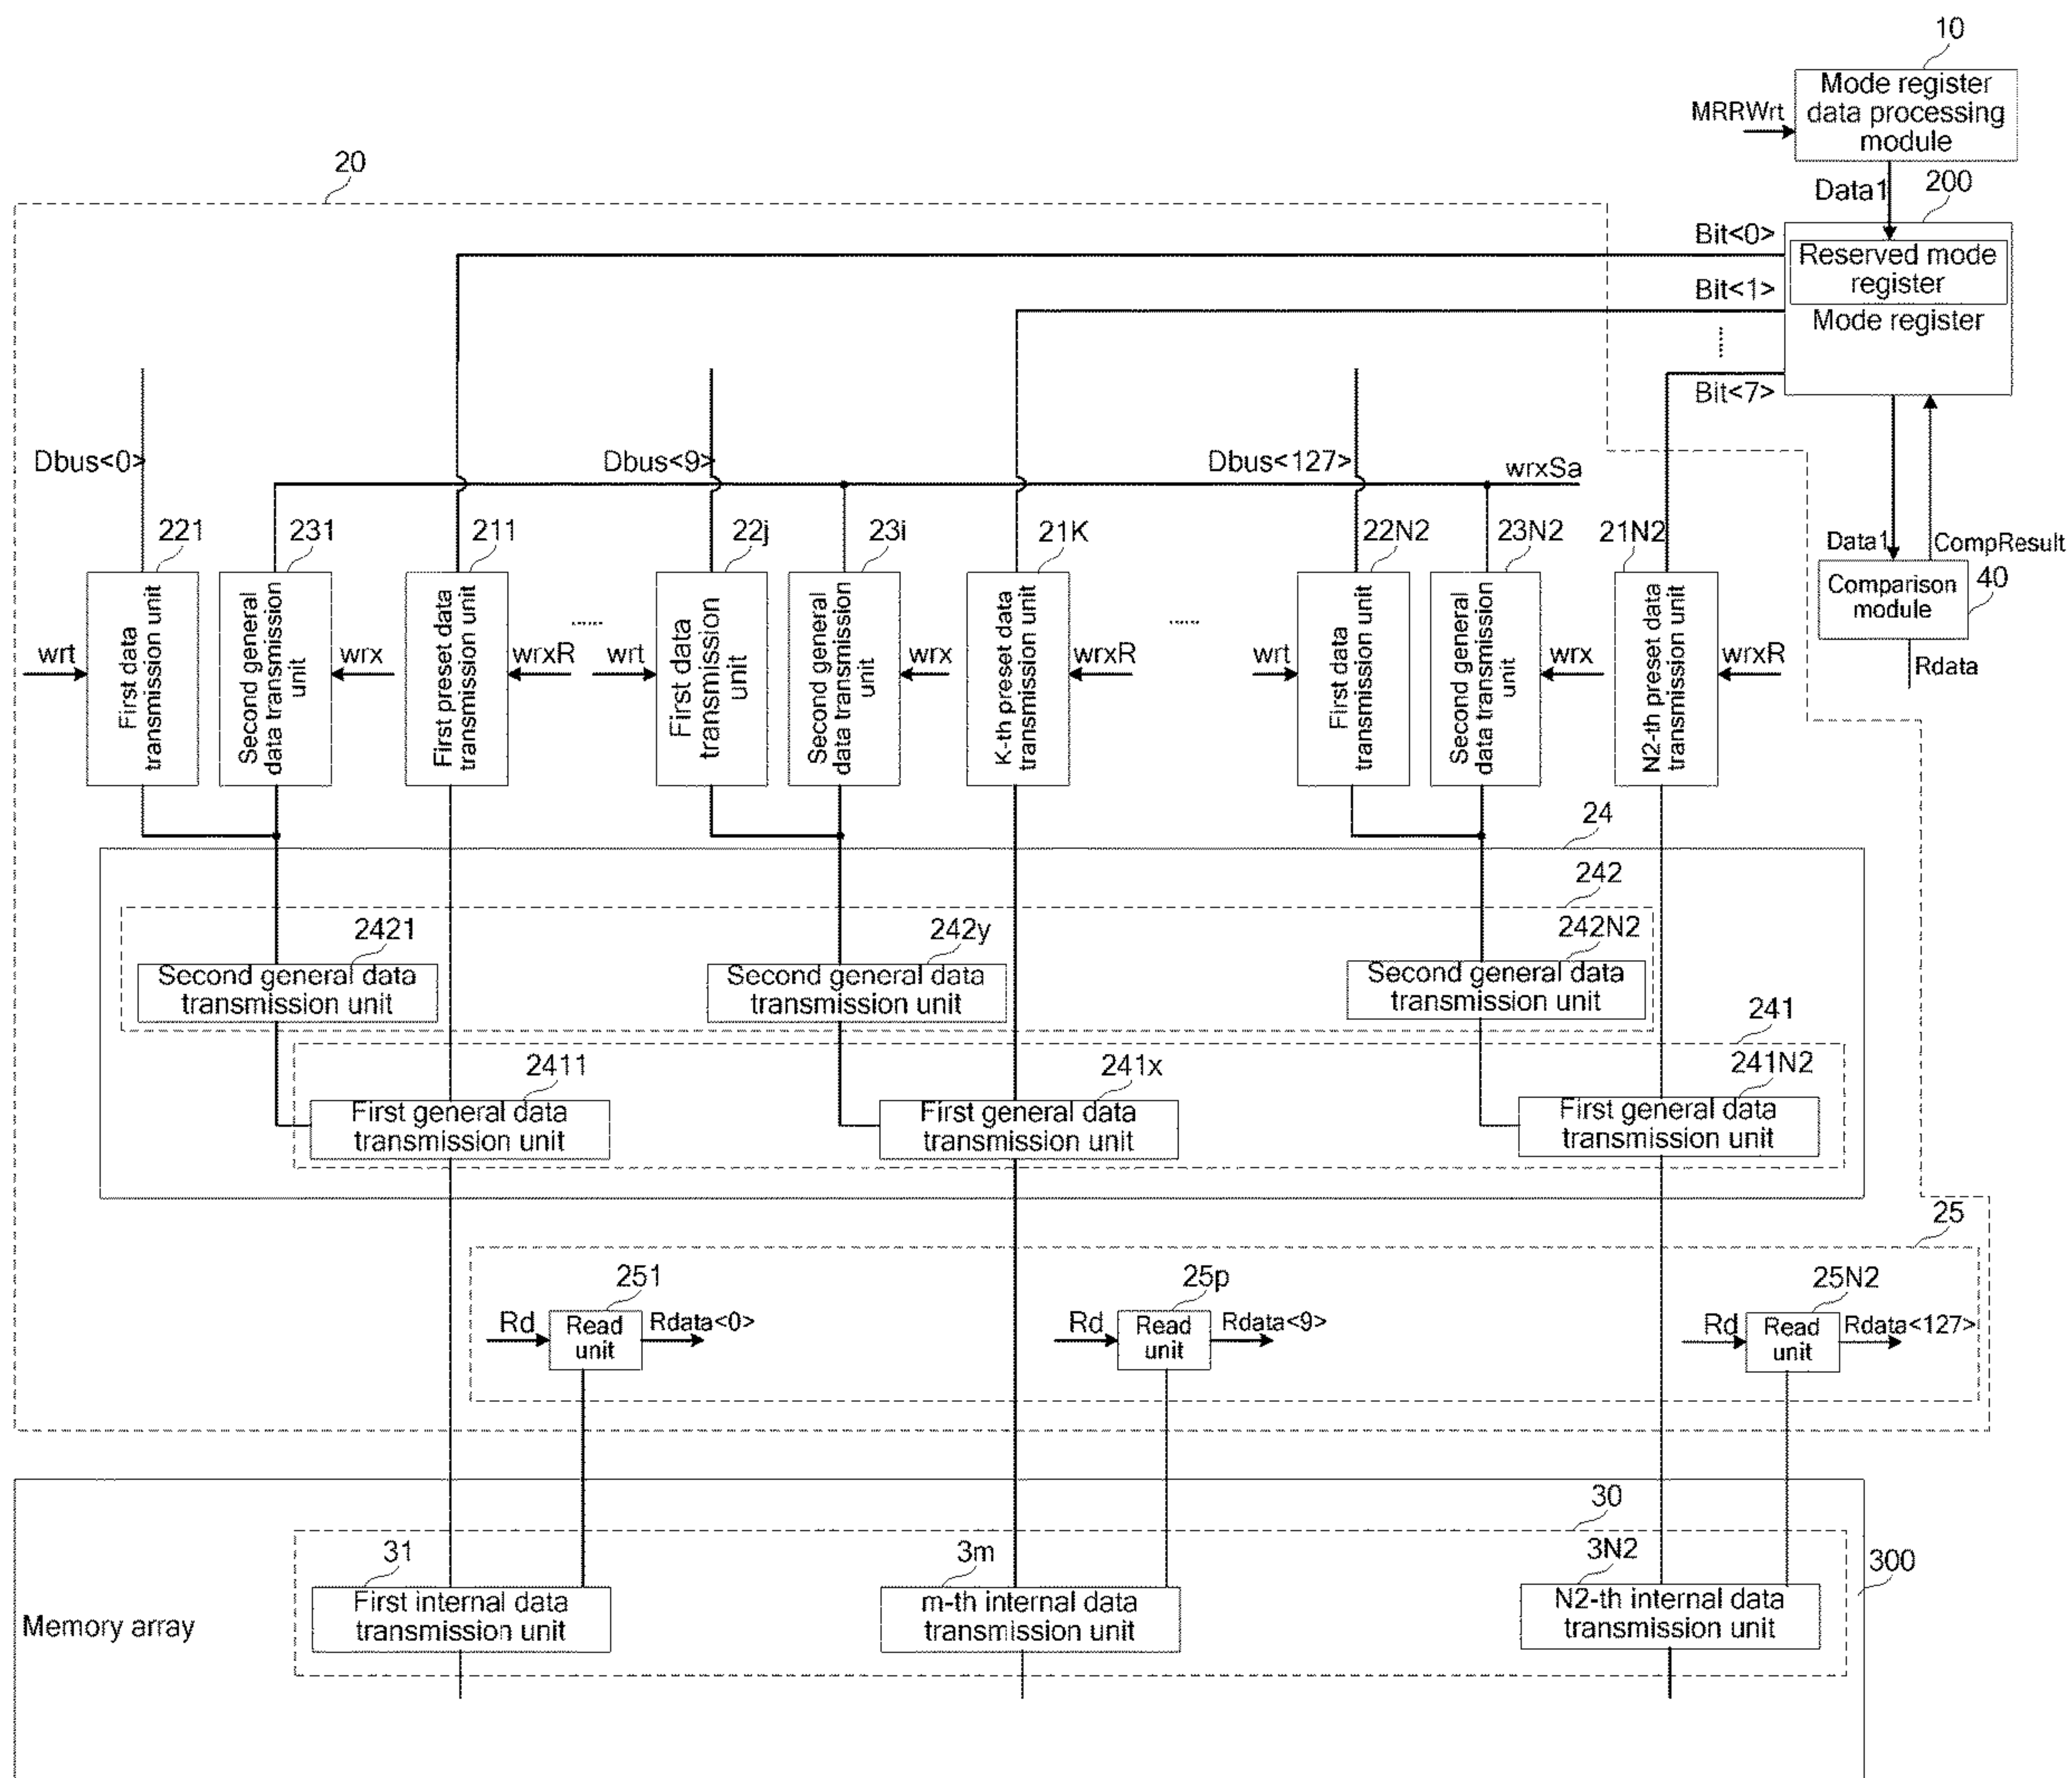 10
Mode register
data processing
module
MRRWrt
20
Data1
200
Bit<0>
Reserved mode
register
Bit<1>
Mode register
......
Bit<7>
Dbus<0>
Dbus<9>
Dbus<127>
wrxSa
221
231
211
22j
23i
21K
22N2
23N2
21N2
Data1
CompResult
40
Comparison
module
Rdata
First data
transmission unit
Second general
data transmission
unit
First preset data
transmission unit
......
First data
transmission
unit
Second general
data transmission
unit
K-th preset data
transmission unit
......
First data
transmission unit
Second general
data transmission
unit
N2-th preset data
transmission unit
wrt
wrx
wrxR
wrt
wrx
wrxR
wrt
wrx
wrxR
24
242
2421
242y
242N2
Second general data
transmission unit
Second general data
transmission unit
Second general data
transmission unit
241
2411
241x
241N2
First general data
transmission unit
First general data
transmission unit
First general data
transmission unit
25
251
25p
25N2
Rd
Read
unit
Rdata<0>
Rd
Read
unit
Rdata<9>
Rd
Read
unit
Rdata<127>
30
31
3m
3N2
300
First internal data
transmission unit
m-th internal data
transmission unit
N2-th internal data
transmission unit
Memory array